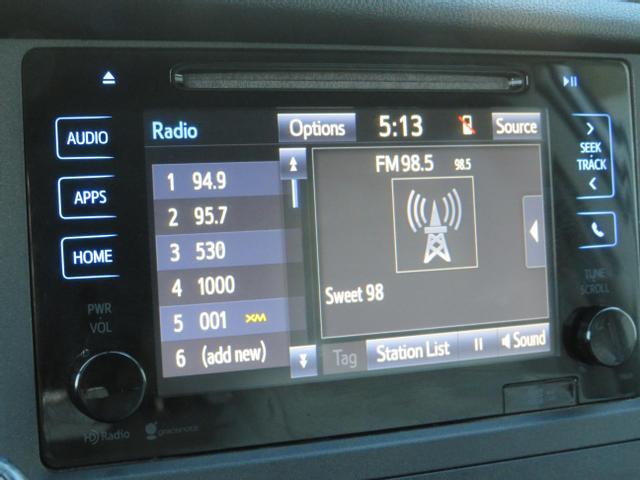 AUDIO
APPS
HOME
PWR
VOL
HD Radio
gracenote
Radio
Options
5:13
Source
1 94.9
2 95.7
3 530
4 1000
5 001 XM
6 (add new)
FM 98.5 98.5
Sweet 98
Tag
Station List
Sound
SEEK
TRACK
TUNE
SCROLL